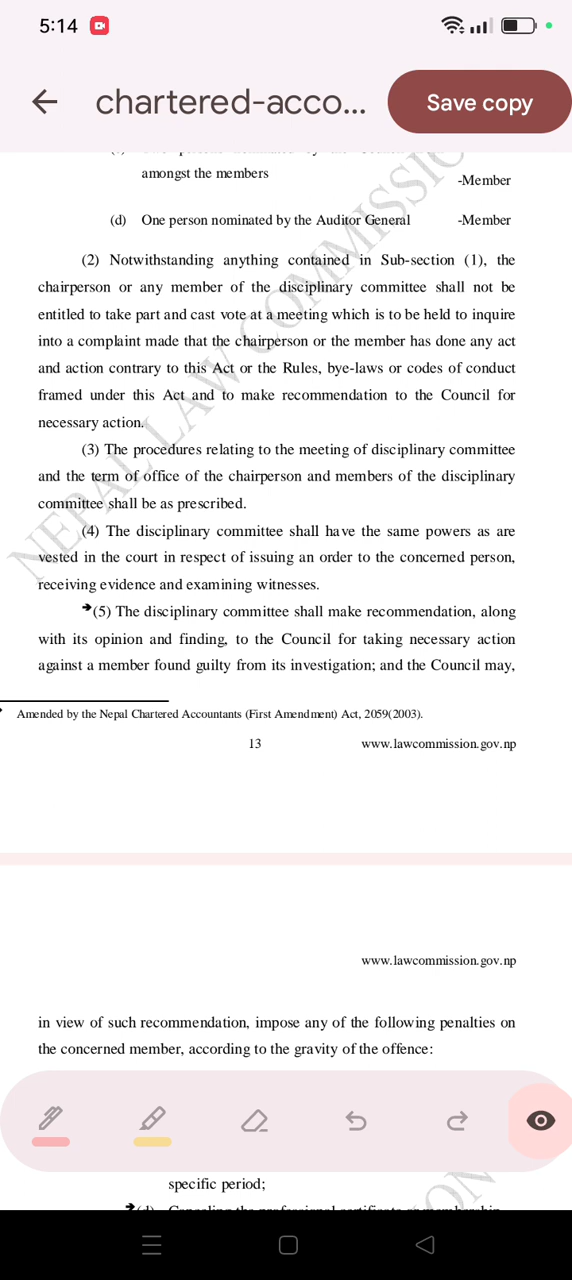 5:14
chartered-acco...
Save copy
amongst the members
-Member
(d) One person nominated by the Auditor General -Member
(2) Notwithstanding anything contained in Sub-section (1), the
chairperson or any member of the disciplinary committee shall not be
entitled to take part and cast vote at a meeting which is to be held to inquire
into a complaint made that the chairperson or the member has done any act
and action contrary to this Act or the Rules, bye-laws or codes of conduct
framed under this Act and to make recommendation to the Council for
necessary action.
(3) The procedures relating to the meeting of disciplinary committee
and the term of office of the chairperson and members of the disciplinary
committee shall be as prescribed.
(4) The disciplinary committee shall have the same powers as are
vested in the court in respect of issuing an order to the concerned person,
receiving evidence and examining witnesses.
➔(5) The disciplinary committee shall make recommendation, along
with its opinion and finding, to the Council for taking necessary action
against a member found guilty from its investigation; and the Council may,
Amended by the Nepal Chartered Accountants (First Amendment) Act, 2059(2003).
13 www.lawcommission.gov.np
www.lawcommission.gov.np
in view of such recommendation, impose any of the following penalties on
the concerned member, according to the gravity of the offence:
specific period;
NEPAL LAW COMMISSIO
ON